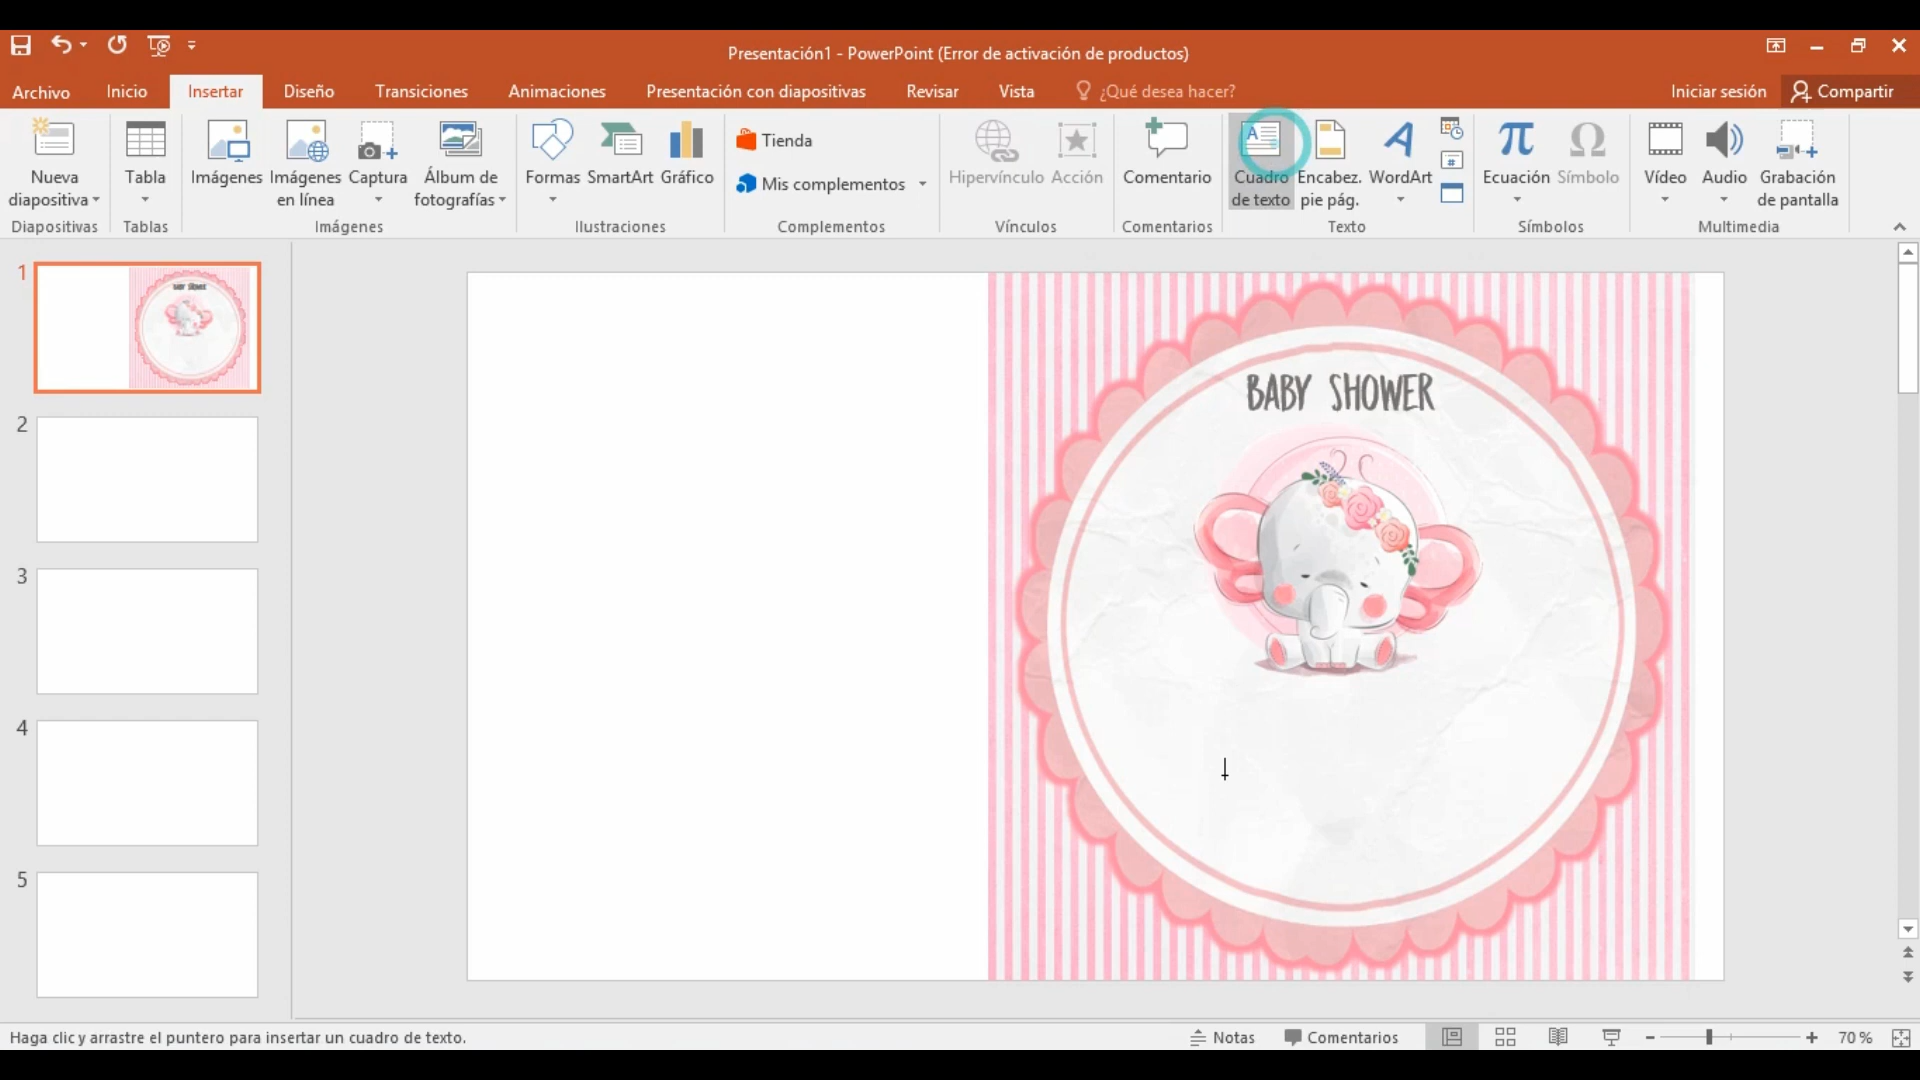 Presentación1 - PowerPoint (Error de activación de productos)
Archivo Inicio Insertar Diseño Transiciones Animaciones Presentación con diapositivas Revisar Vista ¿Qué desea hacer? Iniciar sesión Compartir
Nueva diapositiva
Tabla
Imágenes
Imágenes en línea
Captura
Álbum de fotografías
Formas
SmartArt
Gráfico
Tienda
Mis complementos
Hipervínculo
Acción
Comentario
Cuadro de texto
Encabez. pie pág.
WordArt
Ecuación
Símbolo
Vídeo
Audio
Grabación de pantalla
Diapositivas Tablas Imágenes Ilustraciones Complementos Vínculos Comentarios Texto Símbolos Multimedia
1
BABY SHOWER
2
3
4
5
BABY SHOWER
Haga clic y arrastre el puntero para insertar un cuadro de texto.
Notas Comentarios 70 %